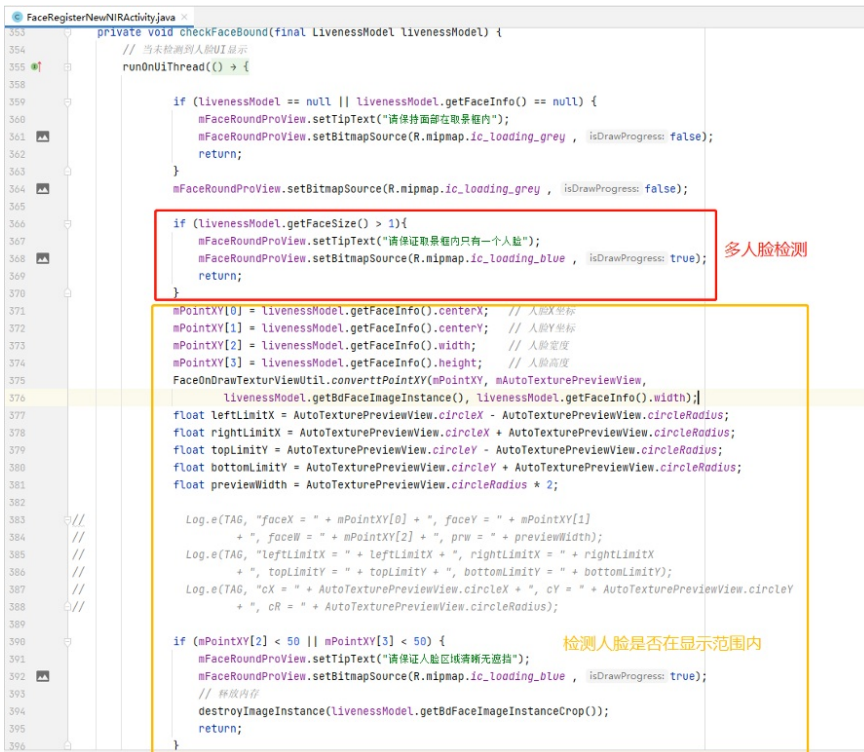 FaceRegisterNewNIRActivity.java ×
353 private void checkFaceBound(final LivenessModel livenessModel) {
354 // 当未检测到人脸UI显示
355 runOnUiThread(() → {
358
359 if (livenessModel == null || livenessModel.getFaceInfo() == null) {
360 mFaceRoundProView.setTipText("请保持面部在取景框内");
361 mFaceRoundProView.setBitmapSource(R.mipmap.ic_loading_grey , isDrawProgress: false);
362 return;
363 }
364 mFaceRoundProView.setBitmapSource(R.mipmap.ic_loading_grey , isDrawProgress: false);
365
366 if (livenessModel.getFaceSize() > 1){
367 mFaceRoundProView.setTipText("请保证取景框内只有一个人脸");
368 mFaceRoundProView.setBitmapSource(R.mipmap.ic_loading_blue , isDrawProgress: true);
多人脸检测
369 return;
370 }
371 mPointXY[0] = livenessModel.getFaceInfo().centerX; // 人脸X坐标
372 mPointXY[1] = livenessModel.getFaceInfo().centerY; // 人脸Y坐标
373 mPointXY[2] = livenessModel.getFaceInfo().width; // 人脸宽度
374 mPointXY[3] = livenessModel.getFaceInfo().height; // 人脸高度
375 FaceOnDrawTexturViewUtil.converttPointXY(mPointXY, mAutoTexturePreviewView,
376 livenessModel.getBdFaceImageInstance(), livenessModel.getFaceInfo().width);
377 float leftLimitX = AutoTexturePreviewView.circleX - AutoTexturePreviewView.circleRadius;
378 float rightLimitX = AutoTexturePreviewView.circleX + AutoTexturePreviewView.circleRadius;
379 float topLimitY = AutoTexturePreviewView.circleY - AutoTexturePreviewView.circleRadius;
380 float bottomLimitY = AutoTexturePreviewView.circleY + AutoTexturePreviewView.circleRadius;
381 float previewWidth = AutoTexturePreviewView.circleRadius * 2;
382
383 // Log.e(TAG, "faceX = " + mPointXY[0] + ", faceY = " + mPointXY[1]
384 // + ", faceW = " + mPointXY[2] + ", prw = " + previewWidth);
385 // Log.e(TAG, "leftLimitX = " + leftLimitX + ", rightLimitX = " + rightLimitX
386 // + ", topLimitY = " + topLimitY + ", bottomLimitY = " + bottomLimitY);
387 // Log.e(TAG, "cX = " + AutoTexturePreviewView.circleX + ", cY = " + AutoTexturePreviewView.circleY
388 // + ", cR = " + AutoTexturePreviewView.circleRadius);
389
390 if (mPointXY[2] < 50 || mPointXY[3] < 50) {
检测人脸是否在显示范围内
391 mFaceRoundProView.setTipText("请保证人脸区域清晰无遮挡");
392 mFaceRoundProView.setBitmapSource(R.mipmap.ic_loading_blue , isDrawProgress: true);
393 // 释放内存
394 destroyImageInstance(livenessModel.getBdFaceImageInstanceCrop());
395 return;
396 }